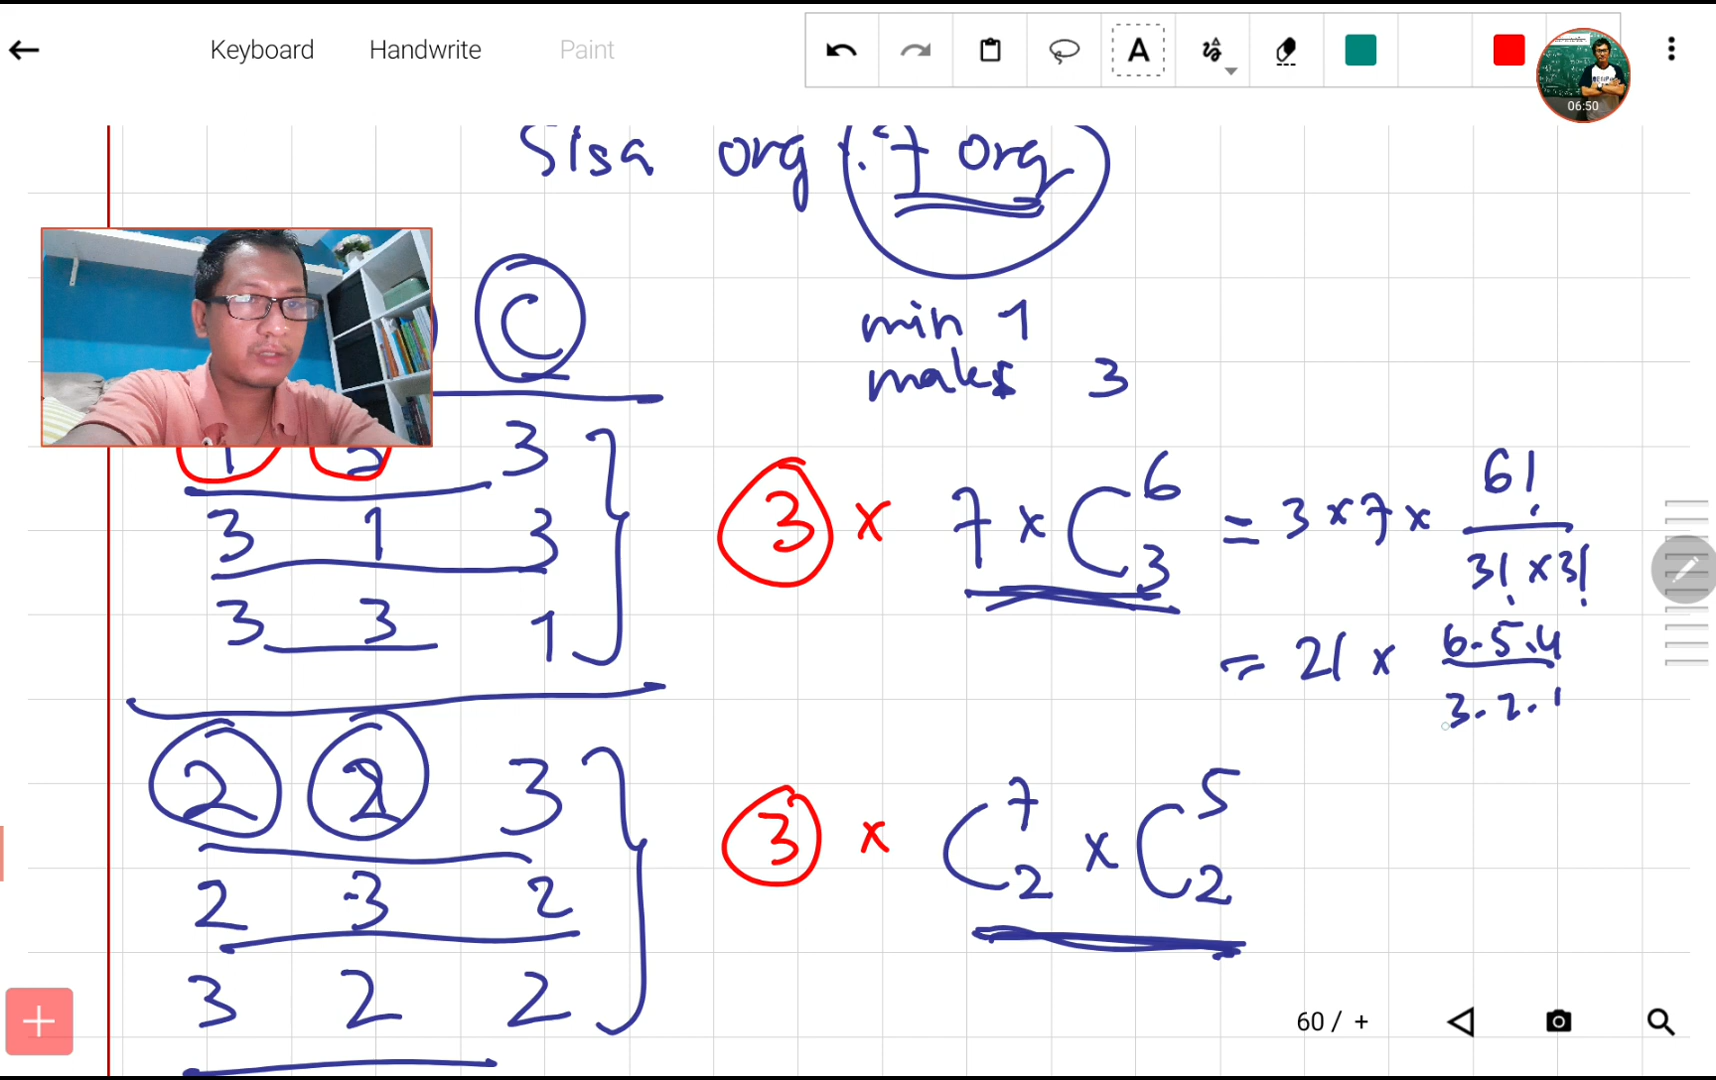 Keyboard Handwrite Paint
A
06:50
Sisa org : 7 org
C
min 1
maks 3
1 3 3
3 1 3
3 3 1
3 × 7 × C 6 3 = 3 × 7 × 6! / 3! × 3!
= 21 × 6.5.4 / 3.2.1
2 2 3
2 3 2
3 2 2
3 × C 7 2 × C 5 2
60 / +